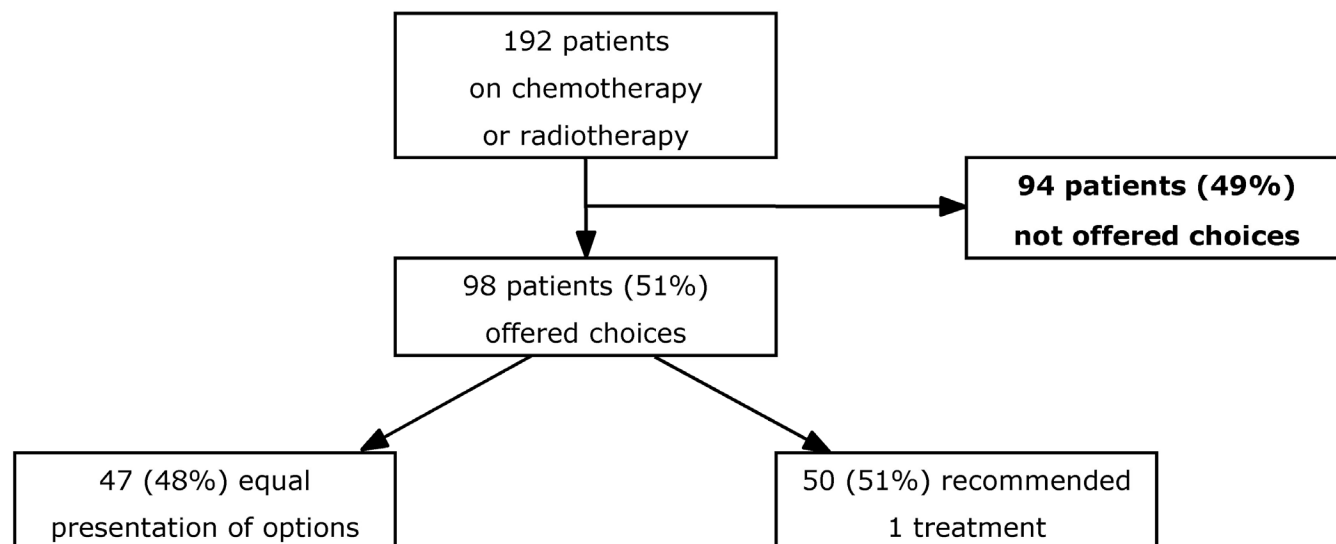 192 patients
on chemotherapy
or radiotherapy
94 patients (49%)
not offered choices
98 patients (51%)
offered choices
47 (48%) equal
presentation of options
50 (51%) recommended
1 treatment